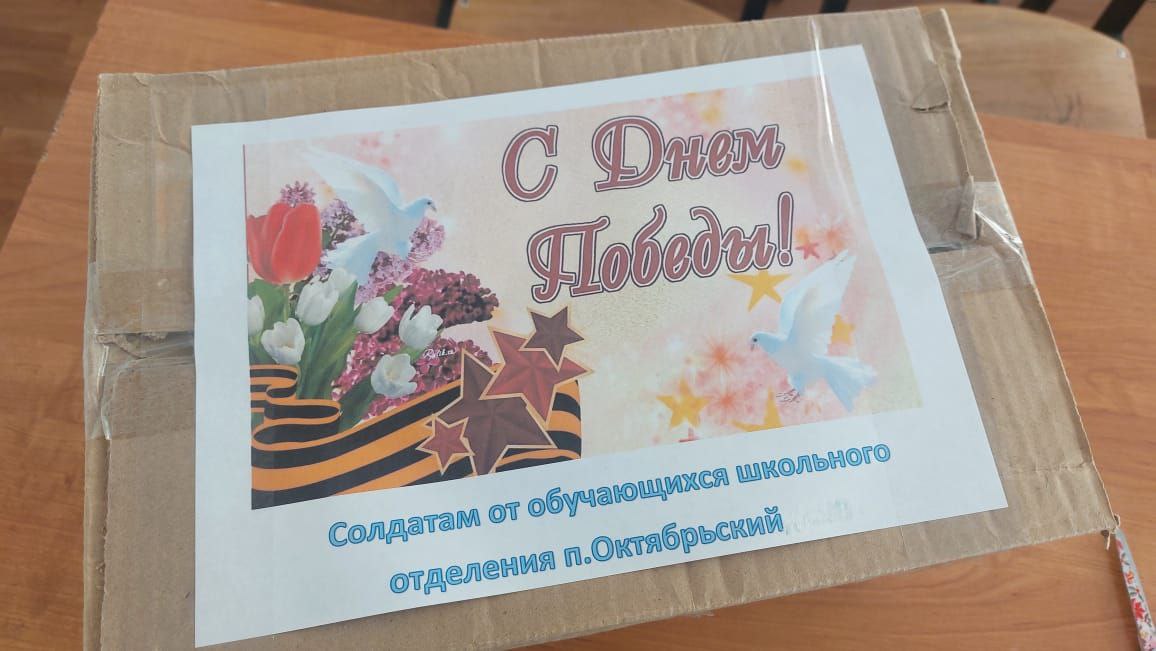 С Днем
Победы!
Солдатам от обучающихся школьного
отделения п.Октябрьский